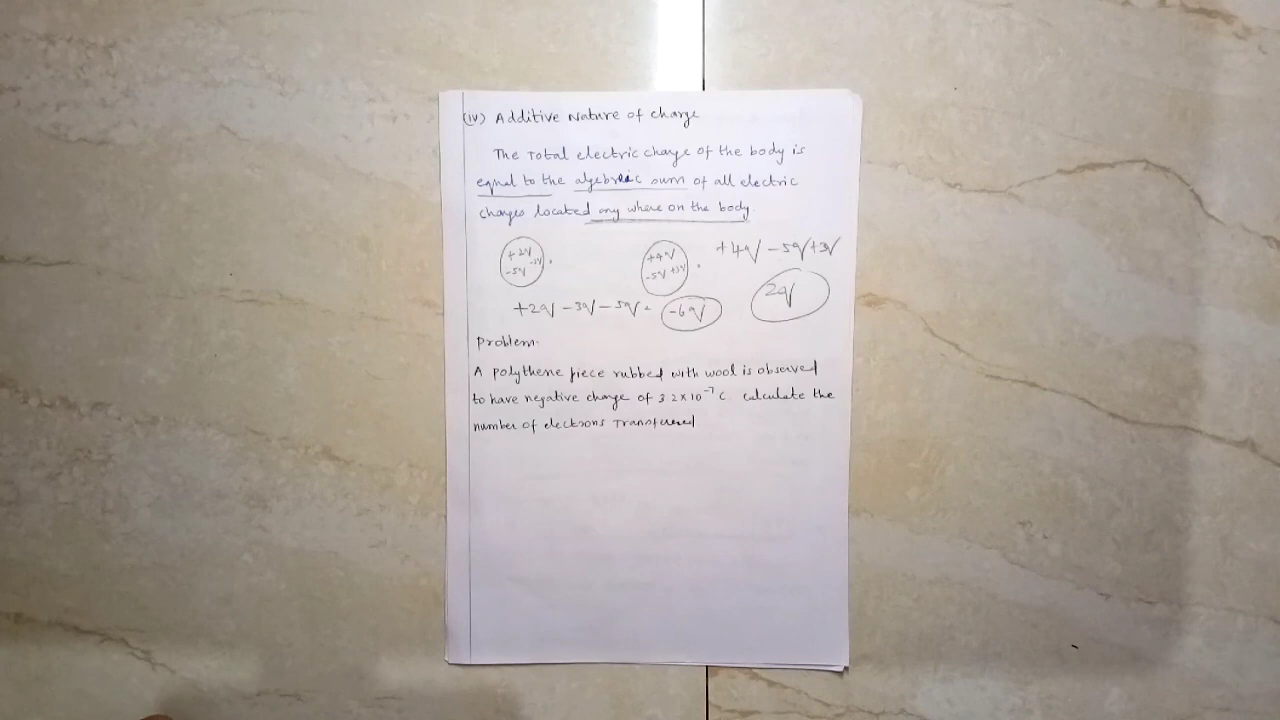 (iv) Additive Nature of charge
The Total electric charge of the body is
equal to the algebraic sum of all electric
charges located any where on the body
+2q -3q
-5q
+4q
-5q +3q
+4q - 5q + 3q
2q
+2q - 3q - 5q = -6q
Problem.
A polythene piece rubbed with wool is observed
to have negative charge of 3.2 x 10⁻⁷ C calculate the
number of electrons Transfered